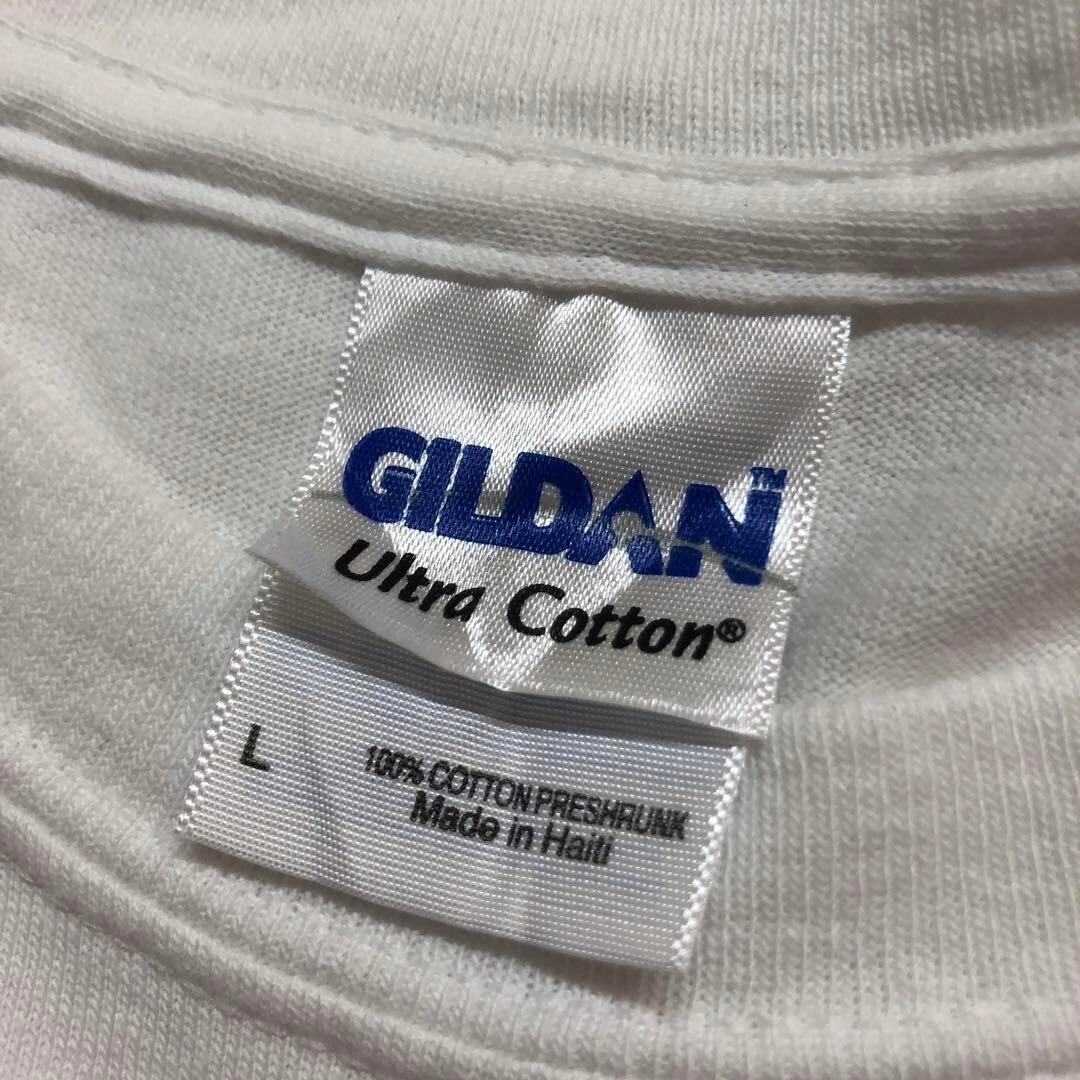 GILDAN™
Ultra Cotton®
L
100% COTTON PRESHRUNK
Made in Haiti